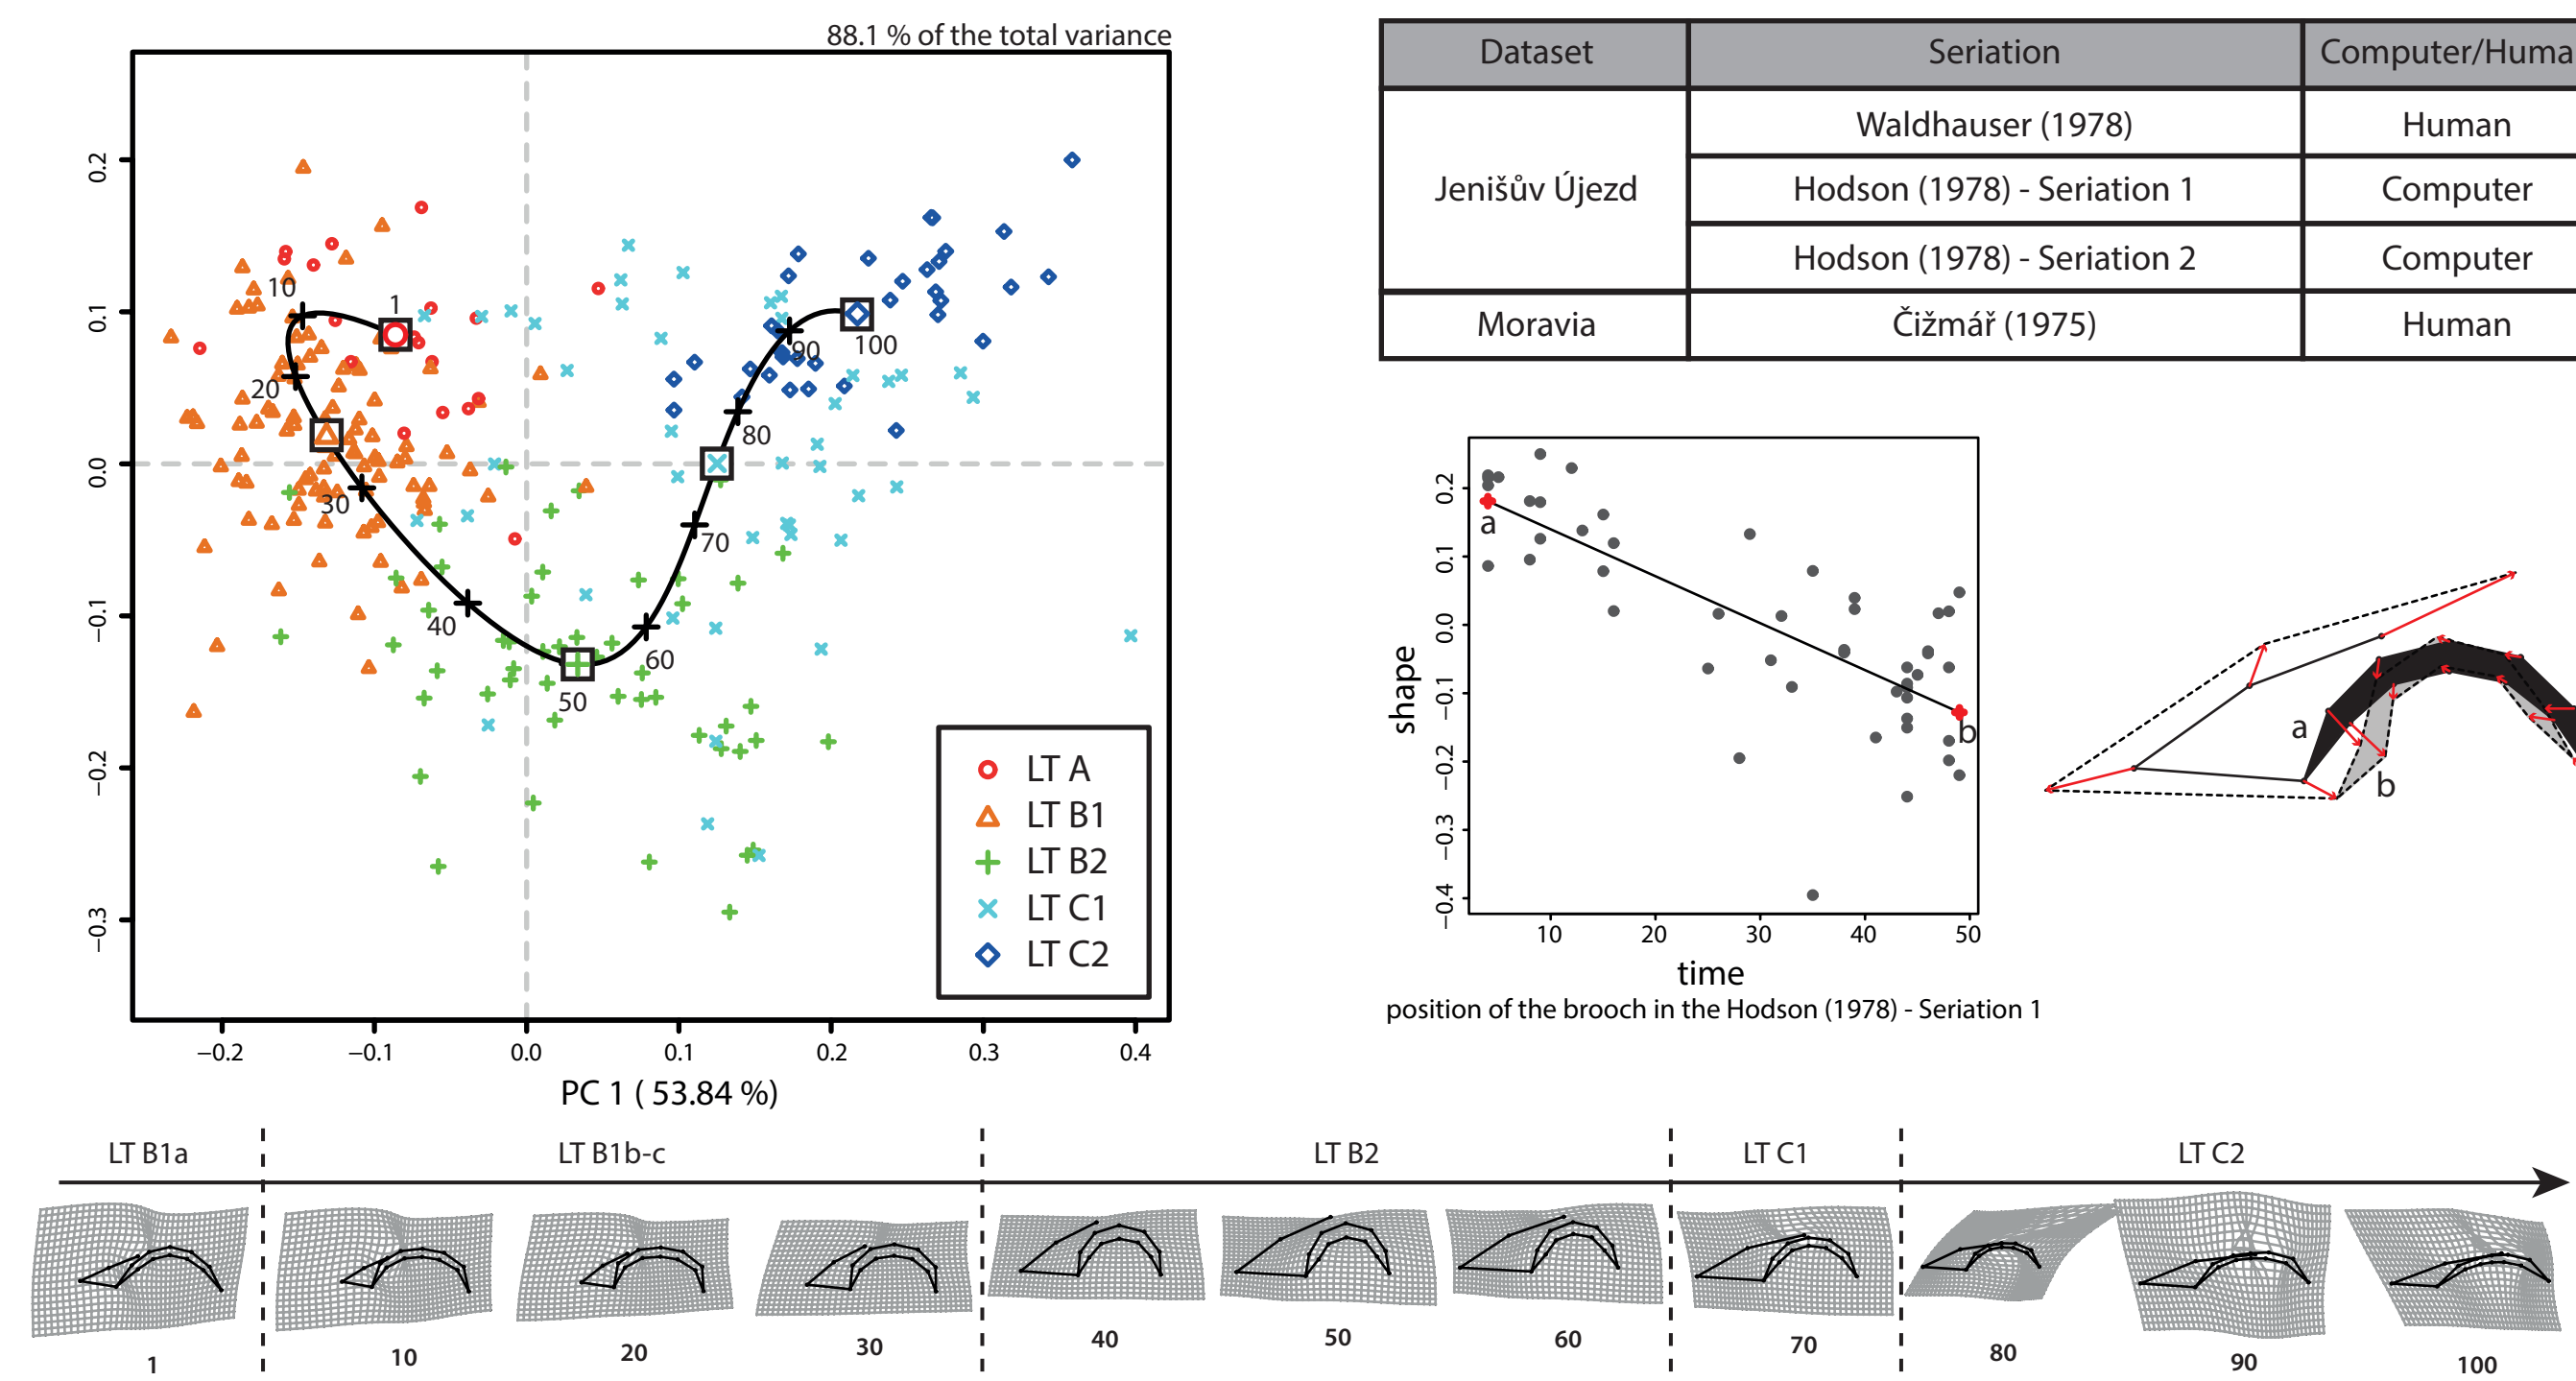 88.1 % of the total variance
0.2
0.1
0.0
−0.1
−0.2
−0.3
10
1
20
30
40
50
60
70
80
90
100
LT A
LT B1
LT B2
LT C1
LT C2
−0.2 −0.1 0.0 0.1 0.2 0.3 0.4
PC 1 ( 53.84 %)
Dataset Seriation Computer/Huma
Jenišův Újezd
Waldhauser (1978) Human
Hodson (1978) - Seriation 1 Computer
Hodson (1978) - Seriation 2 Computer
Moravia Čižmář (1975) Human
shape
0.2
0.1
0.0
−0.1
−0.2
−0.3
−0.4
a
b
10 20 30 40 50
time
position of the brooch in the Hodson (1978) - Seriation 1
a
b
LT B1a LT B1b-c LT B2 LT C1 LT C2
1 10 20 30 40 50 60 70 80 90 100